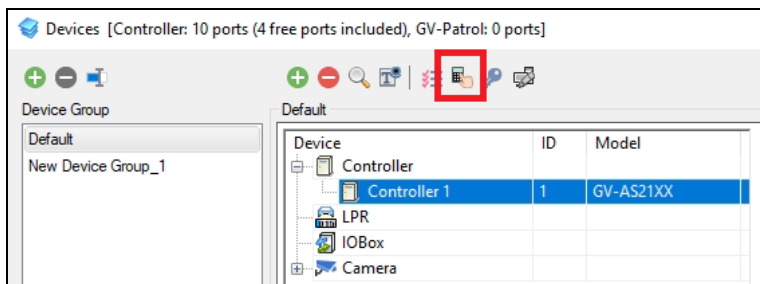 Devices [Controller: 10 ports (4 free ports included), GV-Patrol: 0 ports]
Device Group
Default
Default
New Device Group_1
Device ID Model
Controller
Controller 1 1 GV-AS21XX
LPR
IOBox
Camera